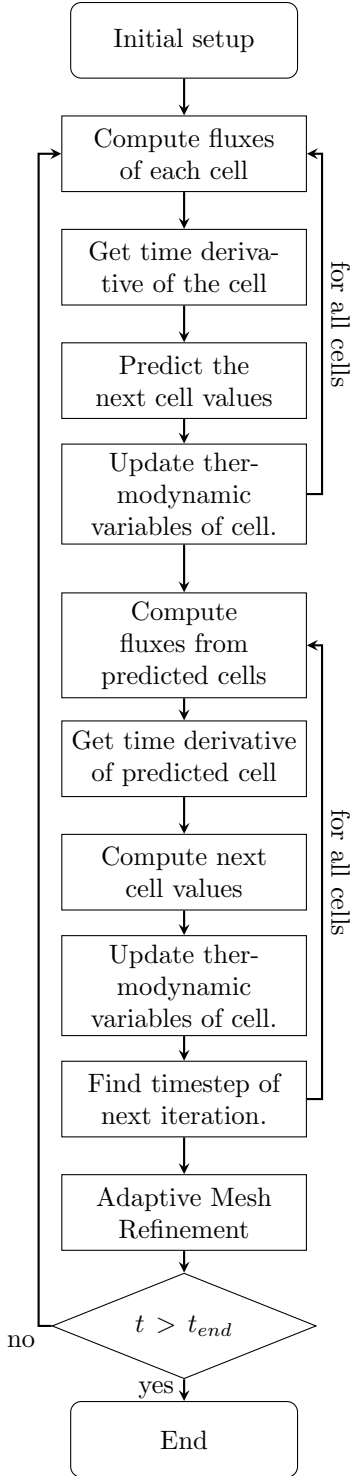 Initial setup
Compute fluxes
of each cell
Get time deriva-
tive of the cell
for all cells
Predict the
next cell values
Update ther-
modynamic
variables of cell.
Compute
fluxes from
predicted cells
Get time derivative
of predicted cell
for all cells
Compute next
cell values
Update ther-
modynamic
variables of cell.
Find timestep of
next iteration.
Adaptive Mesh
Refinement
t > t_end
no
yes
End